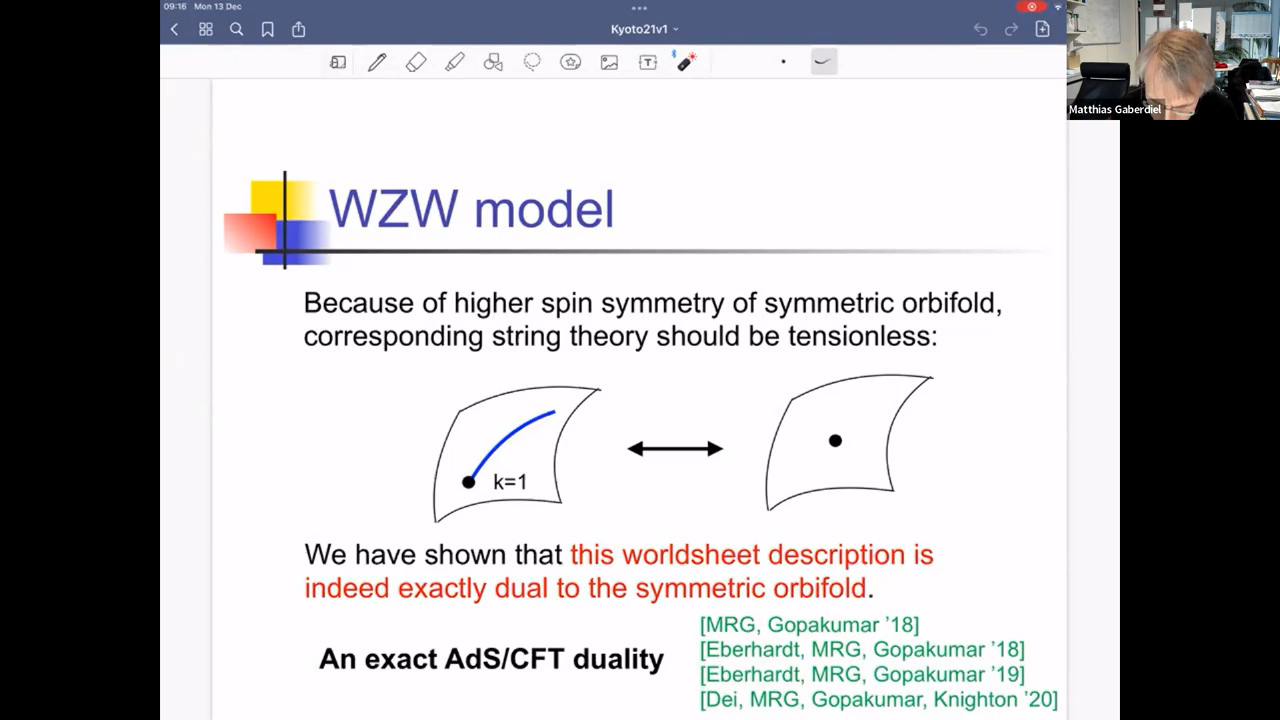 09:16 Mon 13 Dec
Kyoto21v1
T
Matthias Gaberdiel
WZW model
Because of higher spin symmetry of symmetric orbifold,
corresponding string theory should be tensionless:
k=1
We have shown that this worldsheet description is
indeed exactly dual to the symmetric orbifold.
An exact AdS/CFT duality
[MRG, Gopakumar ’18]
[Eberhardt, MRG, Gopakumar ’18]
[Eberhardt, MRG, Gopakumar ’19]
[Dei, MRG, Gopakumar, Knighton ’20]